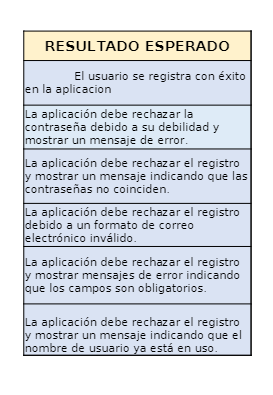 RESULTADO ESPERADO
El usuario se registra con éxito
en la aplicacion
La aplicación debe rechazar la
contraseña debido a su debilidad y
mostrar un mensaje de error.
La aplicación debe rechazar el registro
y mostrar un mensaje indicando que las
contraseñas no coinciden.
La aplicación debe rechazar el registro
debido a un formato de correo
electrónico inválido.
La aplicación debe rechazar el registro
y mostrar mensajes de error indicando
que los campos son obligatorios.
La aplicación debe rechazar el registro
y mostrar un mensaje indicando que el
nombre de usuario ya está en uso.